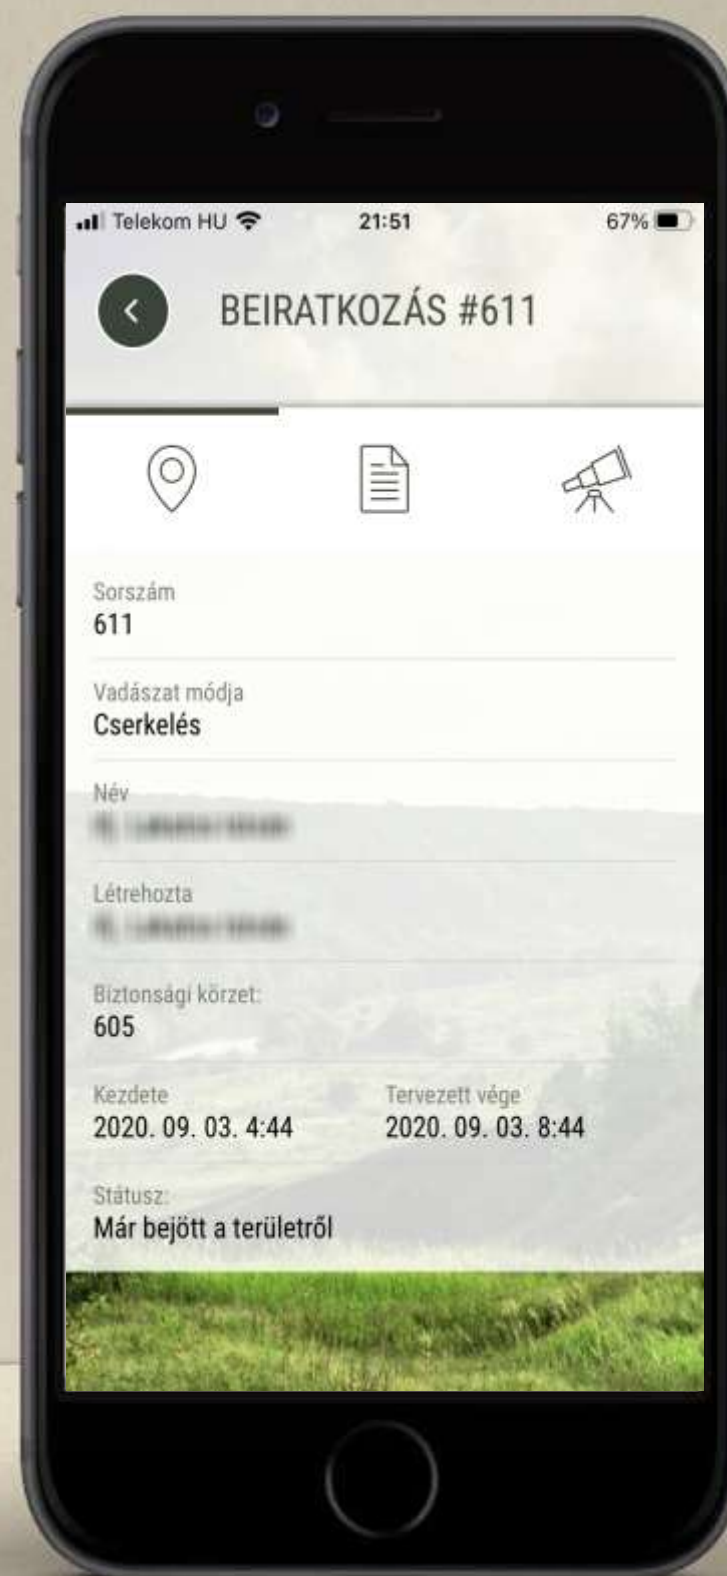 Telekom HU 21:51 67%
BEIRATKOZÁS #611
Sorszám
611
Vadászat módja
Cserkelés
Név
Létrehozta
Biztonsági körzet:
605
Kezdete Tervezett vége
2020. 09. 03. 4:44 2020. 09. 03. 8:44
Státusz:
Már bejött a területről